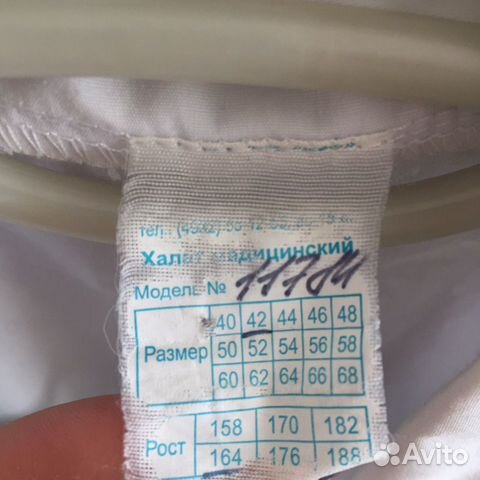 Халат медицинский
Модель №
40 42 44 46 48
Размер 50 52 54 56 58
60 62 64 66 68
158 170 182
Рост 164 176 188
Avito